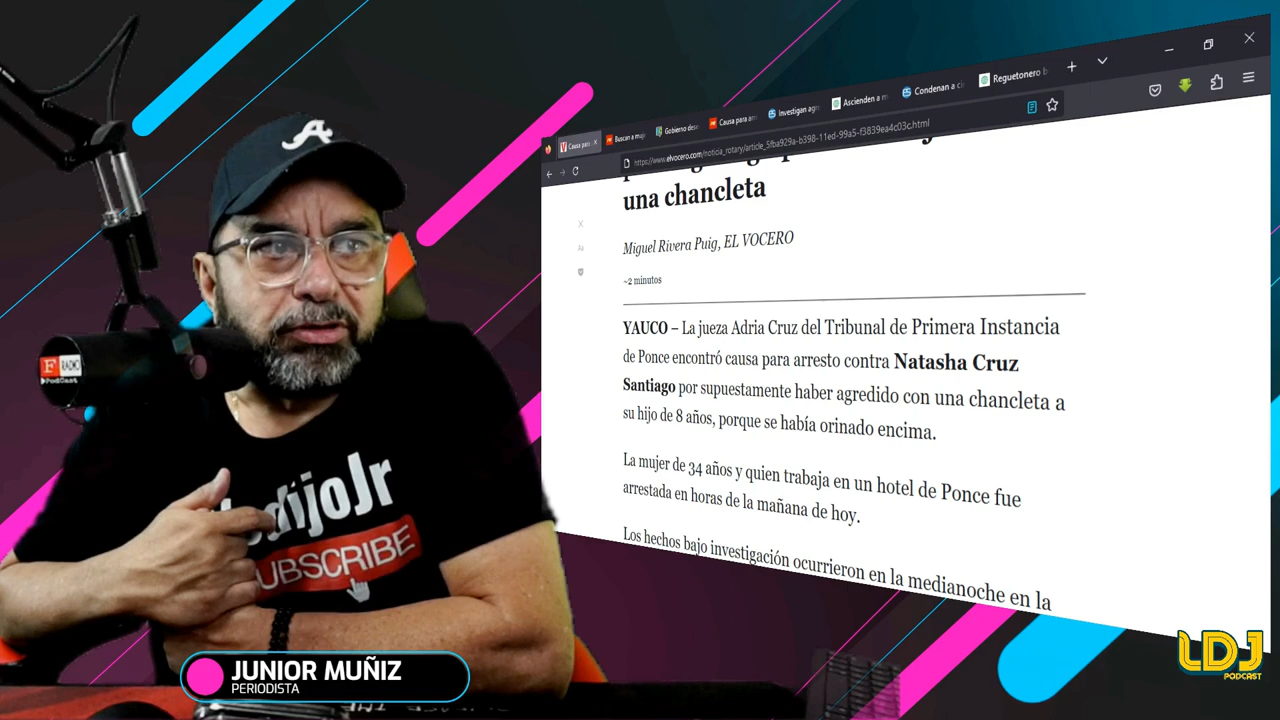 Causa para
Buscan a muje
Gobierno dese
Causa para arr
Investigan agre
Ascienden a m
Condenan a ci
Reguetonero b
https://www.elvocero.com/noticia_rotary/article_5fba929a-b398-11ed-99a5-f3839ea4c03c.html
una chancleta
Miguel Rivera Puig, EL VOCERO
~2 minutos
YAUCO – La jueza Adria Cruz del Tribunal de Primera Instancia
de Ponce encontró causa para arresto contra Natasha Cruz
Santiago por supuestamente haber agredido con una chancleta a
su hijo de 8 años, porque se había orinado encima.
La mujer de 34 años y quien trabaja en un hotel de Ponce fue
arrestada en horas de la mañana de hoy.
Los hechos bajo investigación ocurrieron en la medianoche en la
A
F RADIO
PodCast
dijoJr
SUBSCRIBE
JUNIOR MUÑIZ
PERIODISTA
LDJ
PODCAST